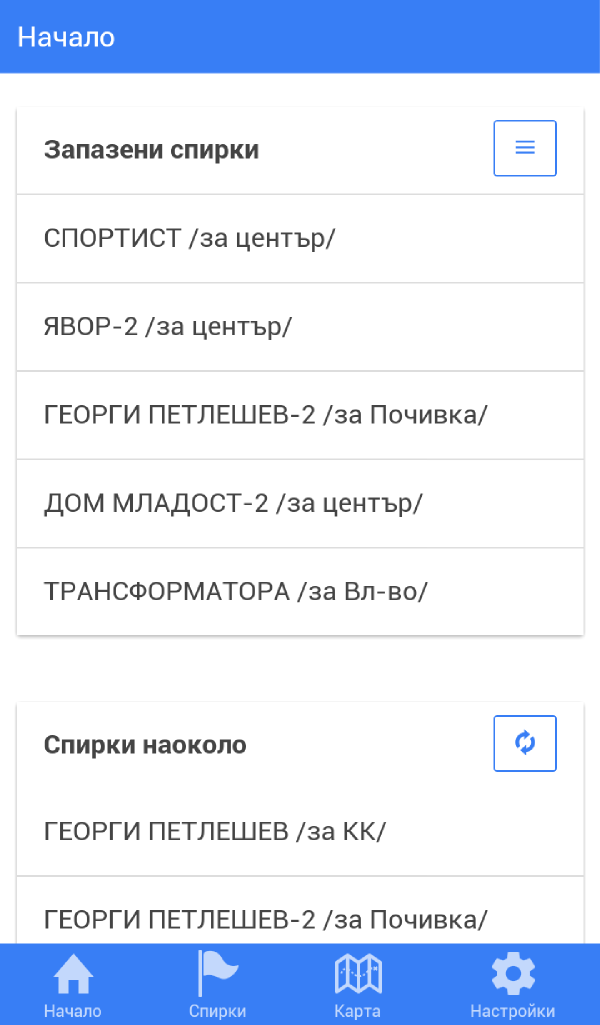 Начало
Запазени спирки
СПОРТИСТ /за център/
ЯВОР-2 /за център/
ГЕОРГИ ПЕТЛЕШЕВ-2 /за Почивка/
ДОМ МЛАДОСТ-2 /за център/
ТРАНСФОРМАТОРА /за Вл-во/
Спирки наоколо
ГЕОРГИ ПЕТЛЕШЕВ /за КК/
ГЕОРГИ ПЕТЛЕШЕВ-2 /за Почивка/
Начало Спирки Карта Настройки